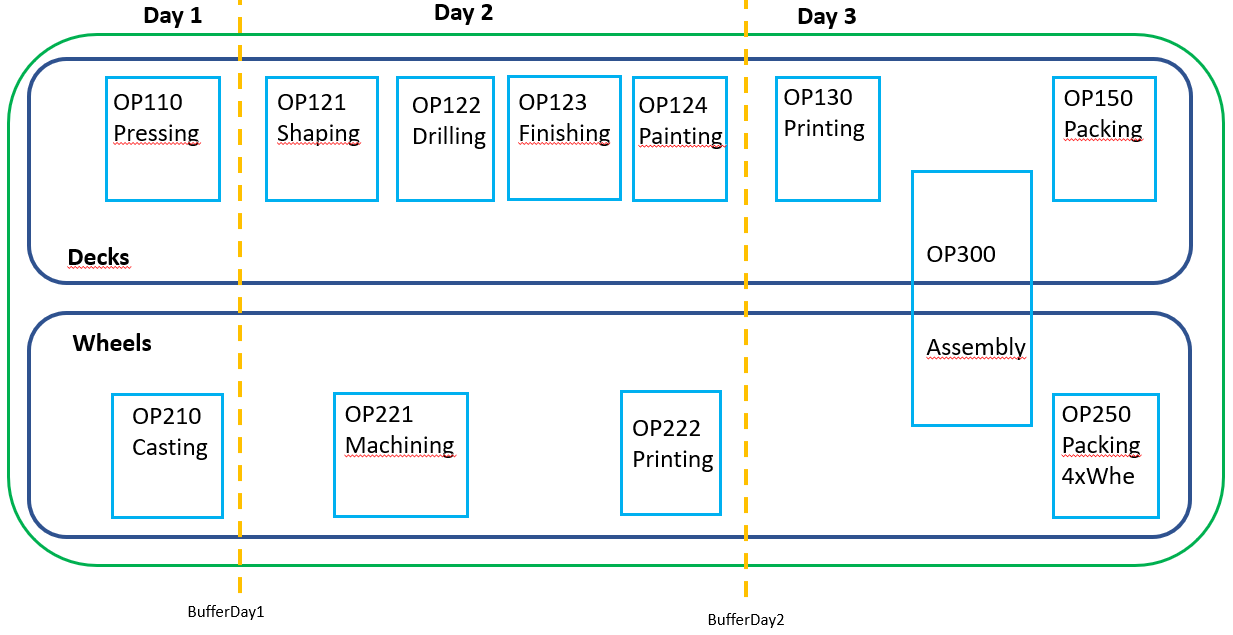 Day 1
Day 2
Day 3
OP110
Pressing
OP121
Shaping
OP122
Drilling
OP123
Finishing
OP124
Painting
OP130
Printing
OP150
Packing
Decks
OP300
Assembly
Wheels
OP210
Casting
OP221
Machining
OP222
Printing
OP250
Packing
4xWhe
BufferDay1
BufferDay2